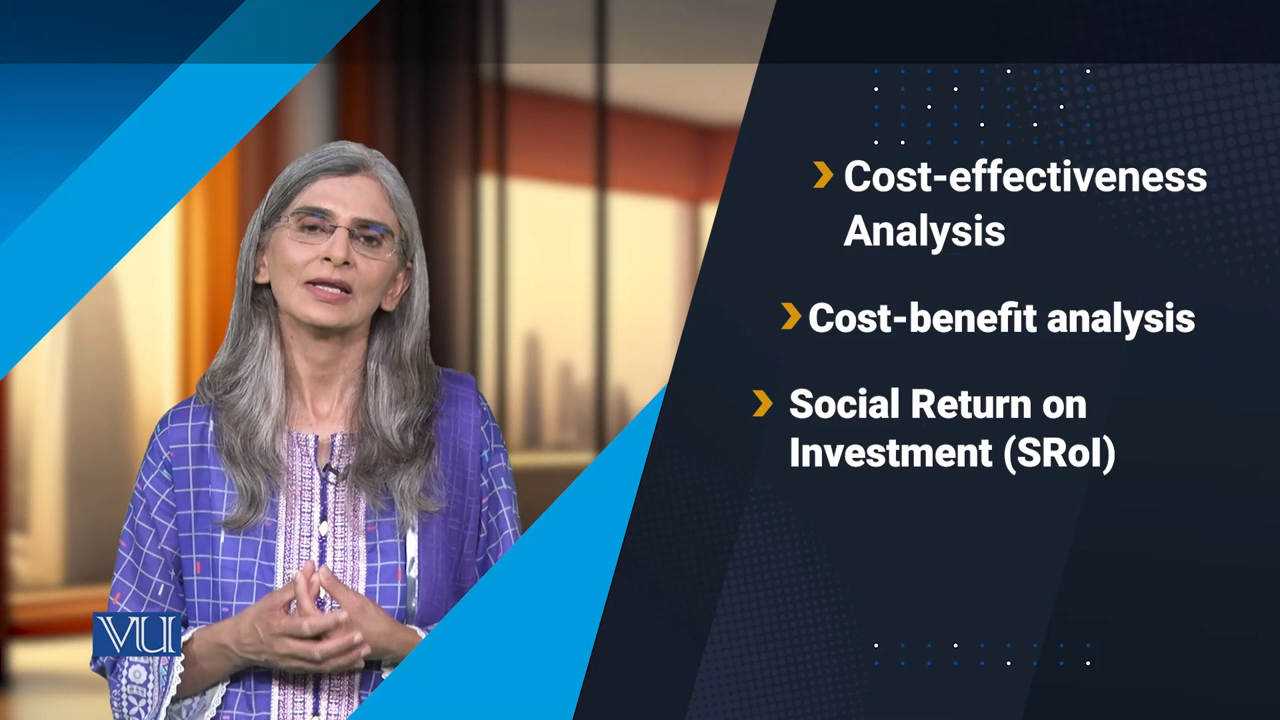 Cost-effectiveness
Analysis
Cost-benefit analysis
Social Return on
Investment (SRoI)
VU